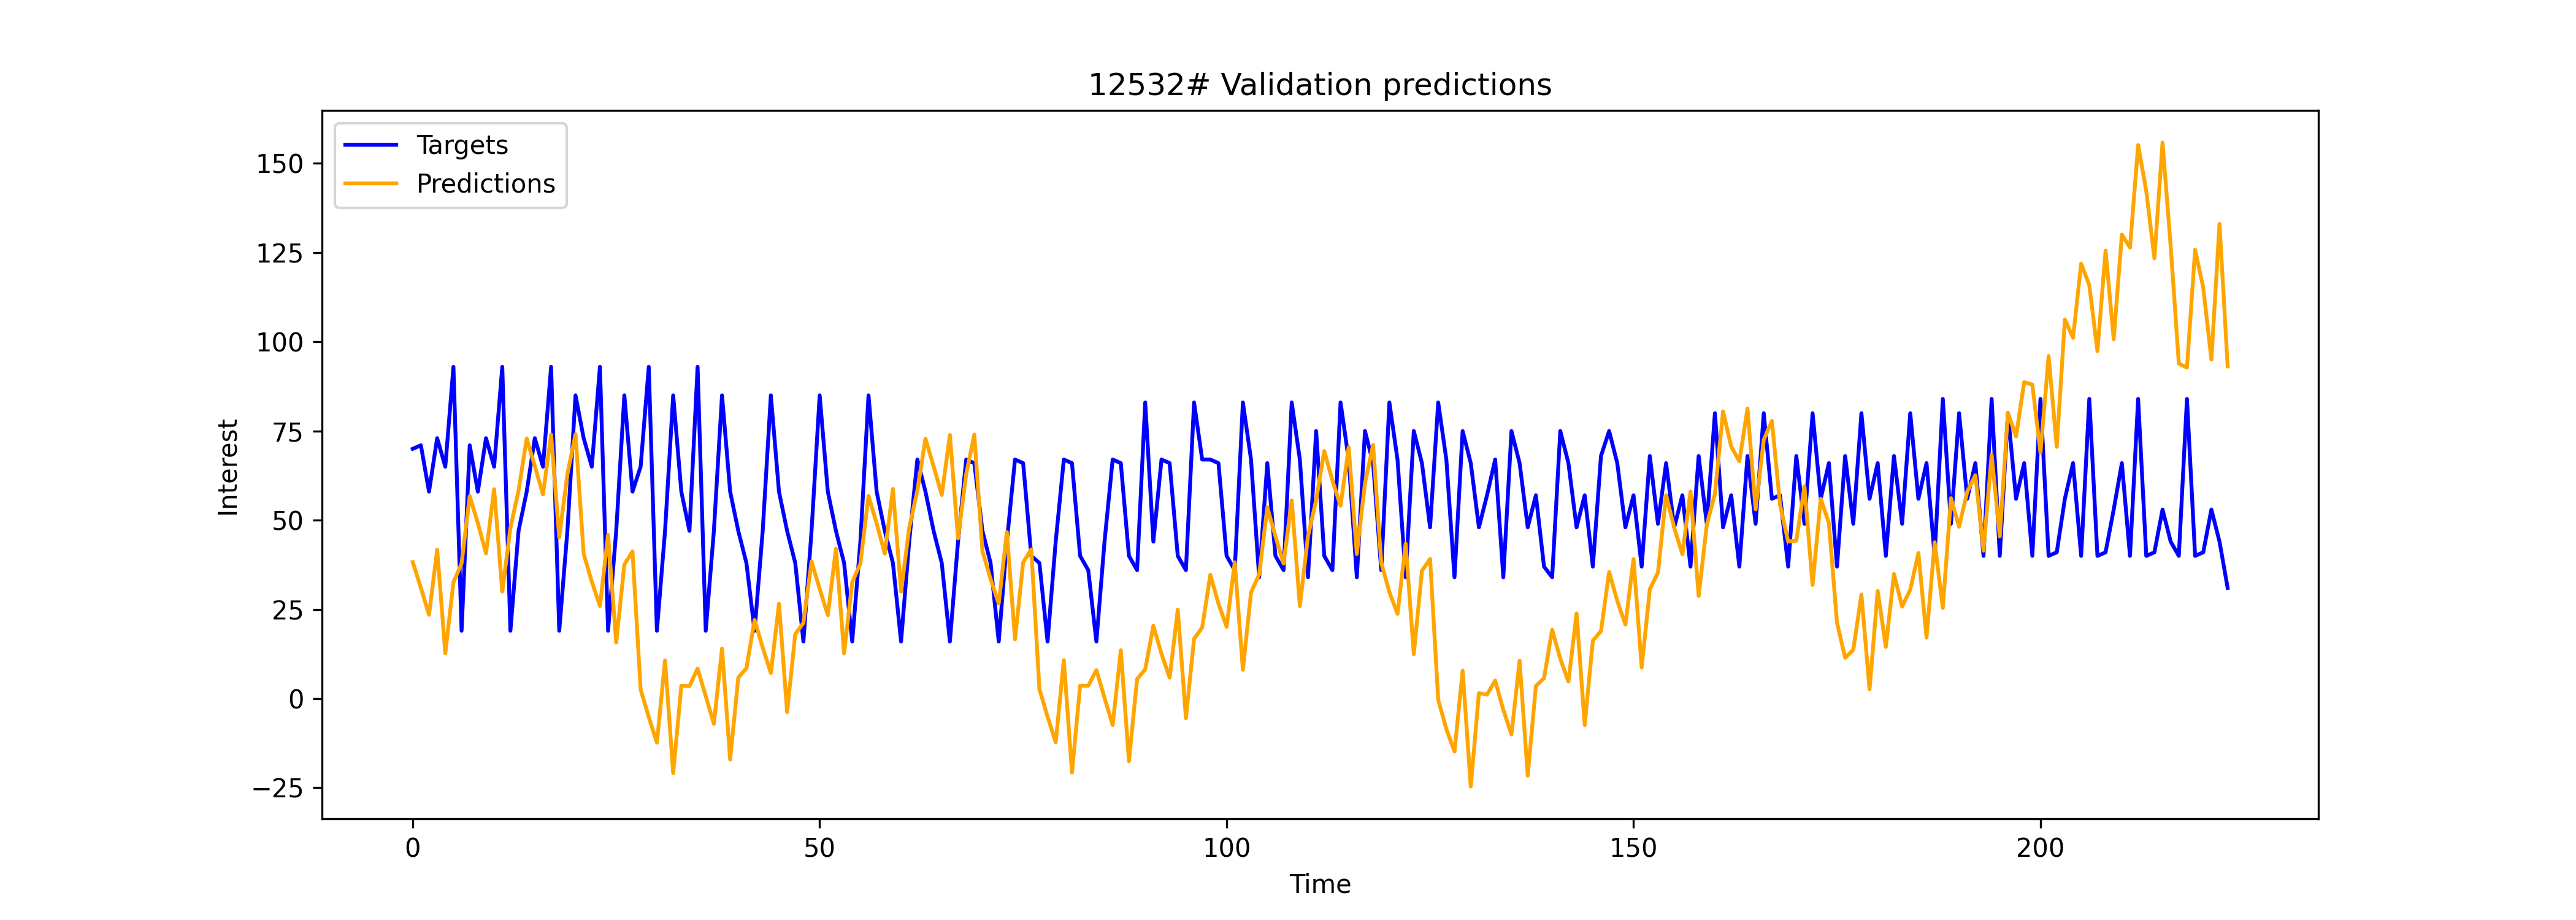 12532# Validation predictions
Targets
Predictions
150
125
100
75
50
25
0
−25
Interest
0 50 100 150 200
Time